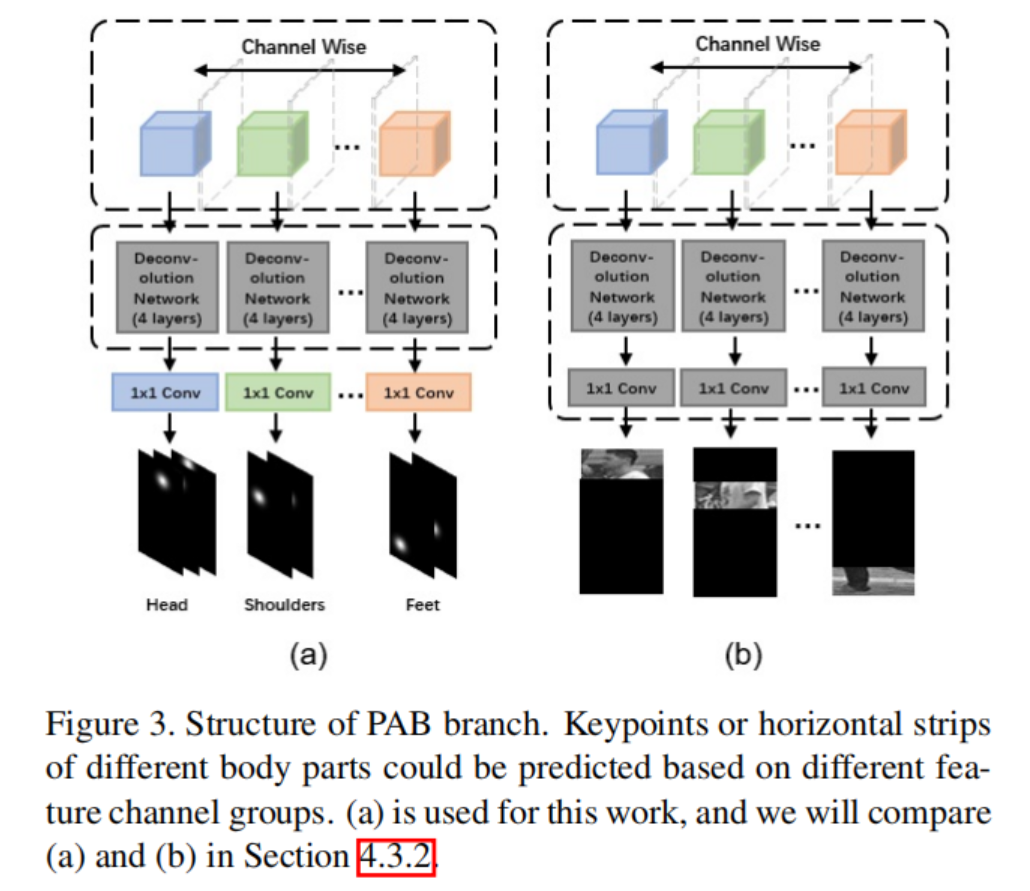 Channel Wise
Channel Wise
...
...
Deconv-
olution
Network
(4 layers)
Deconv-
olution
Network
(4 layers)
...
Deconv-
olution
Network
(4 layers)
Deconv-
olution
Network
(4 layers)
Deconv-
olution
Network
(4 layers)
...
Deconv-
olution
Network
(4 layers)
1x1 Conv
1x1 Conv
...
1x1 Conv
1x1 Conv
1x1 Conv
...
1x1 Conv
...
Head
Shoulders
Feet
(a)
(b)
Figure 3. Structure of PAB branch. Keypoints or horizontal strips
of different body parts could be predicted based on different fea-
ture channel groups. (a) is used for this work, and we will compare
(a) and (b) in Section 4.3.2.